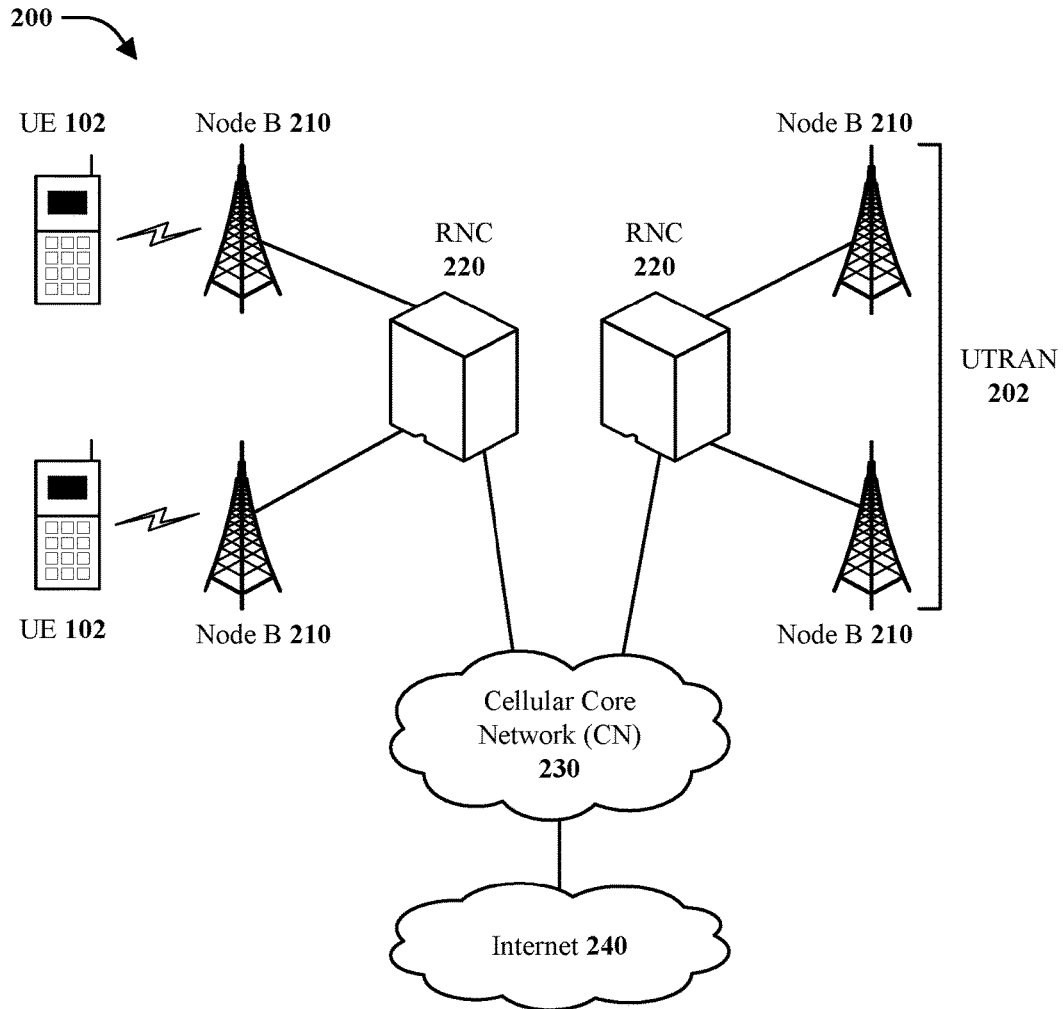 200
UE 102
Node B 210
Node B 210
RNC
220
RNC
220
UTRAN
202
UE 102
Node B 210
Node B 210
Cellular Core
Network (CN)
230
Internet 240